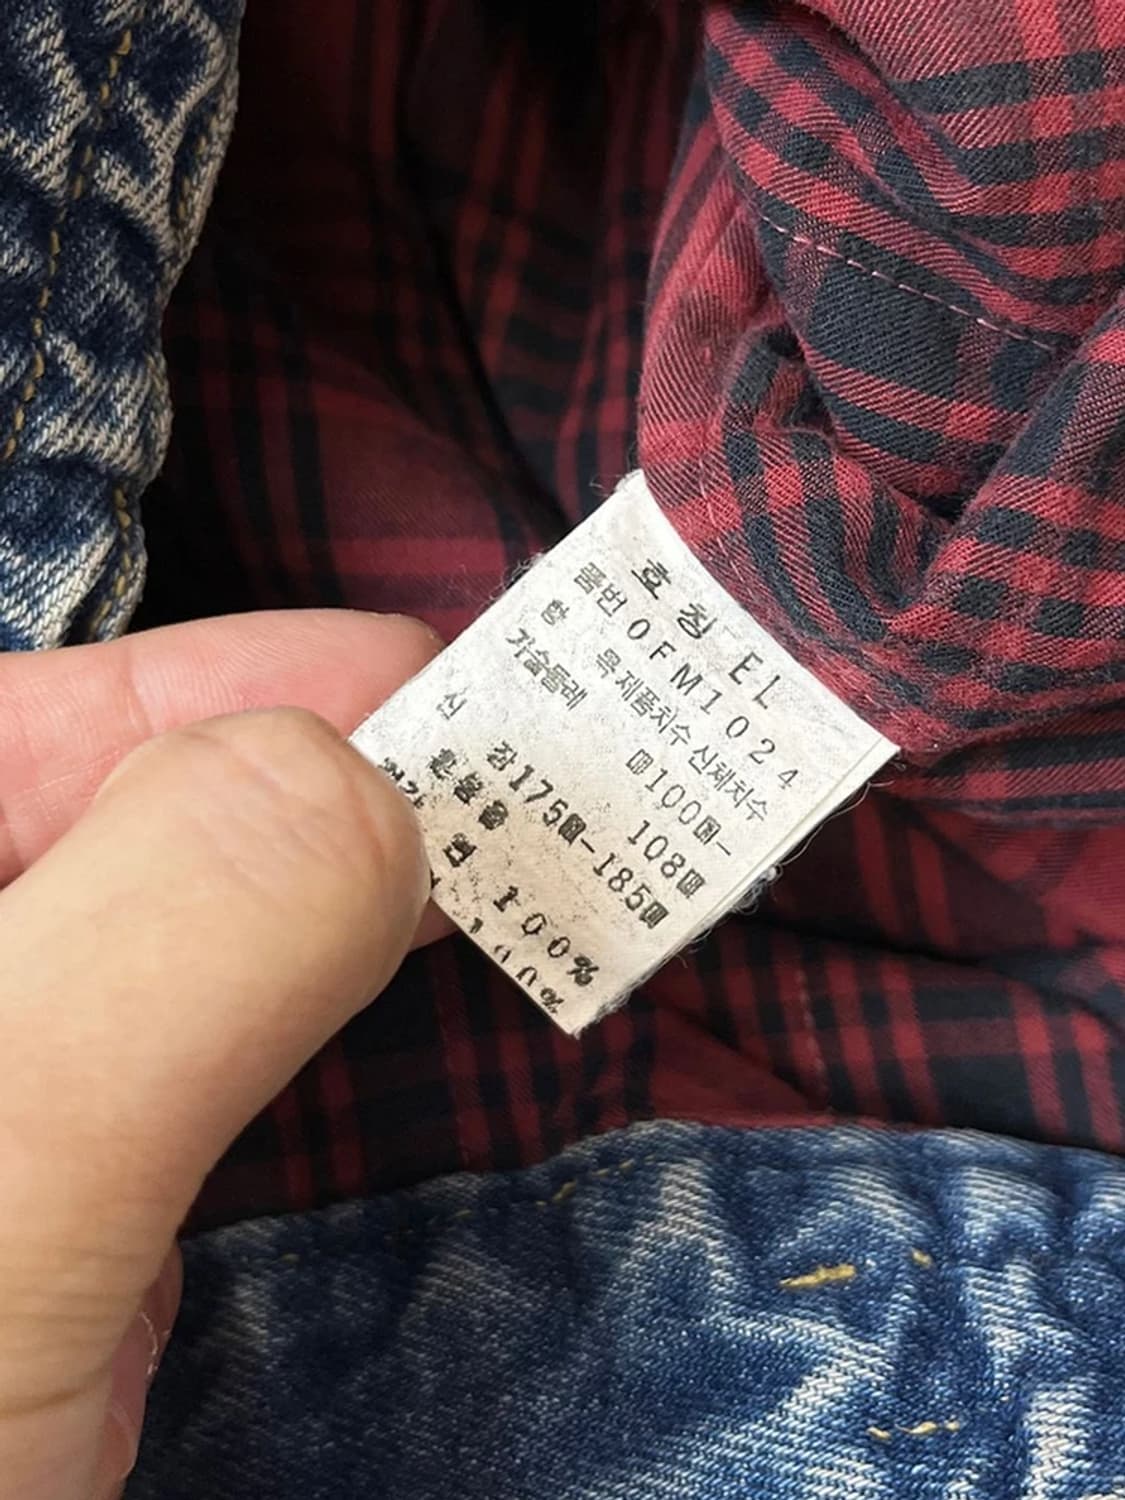 호칭 EL
품번 0FM1024
항 목 제품치수 신체치수
가슴둘레 100 -
108
신 장 175 - 185
100%
100%